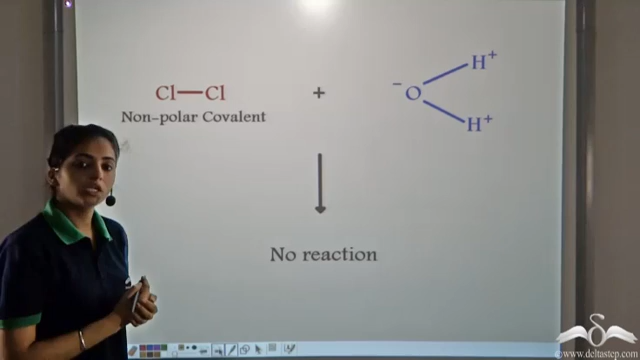 Cl—Cl + ⁻O H⁺ H⁺
Non-polar Covalent
No reaction
© www.deltastep.com